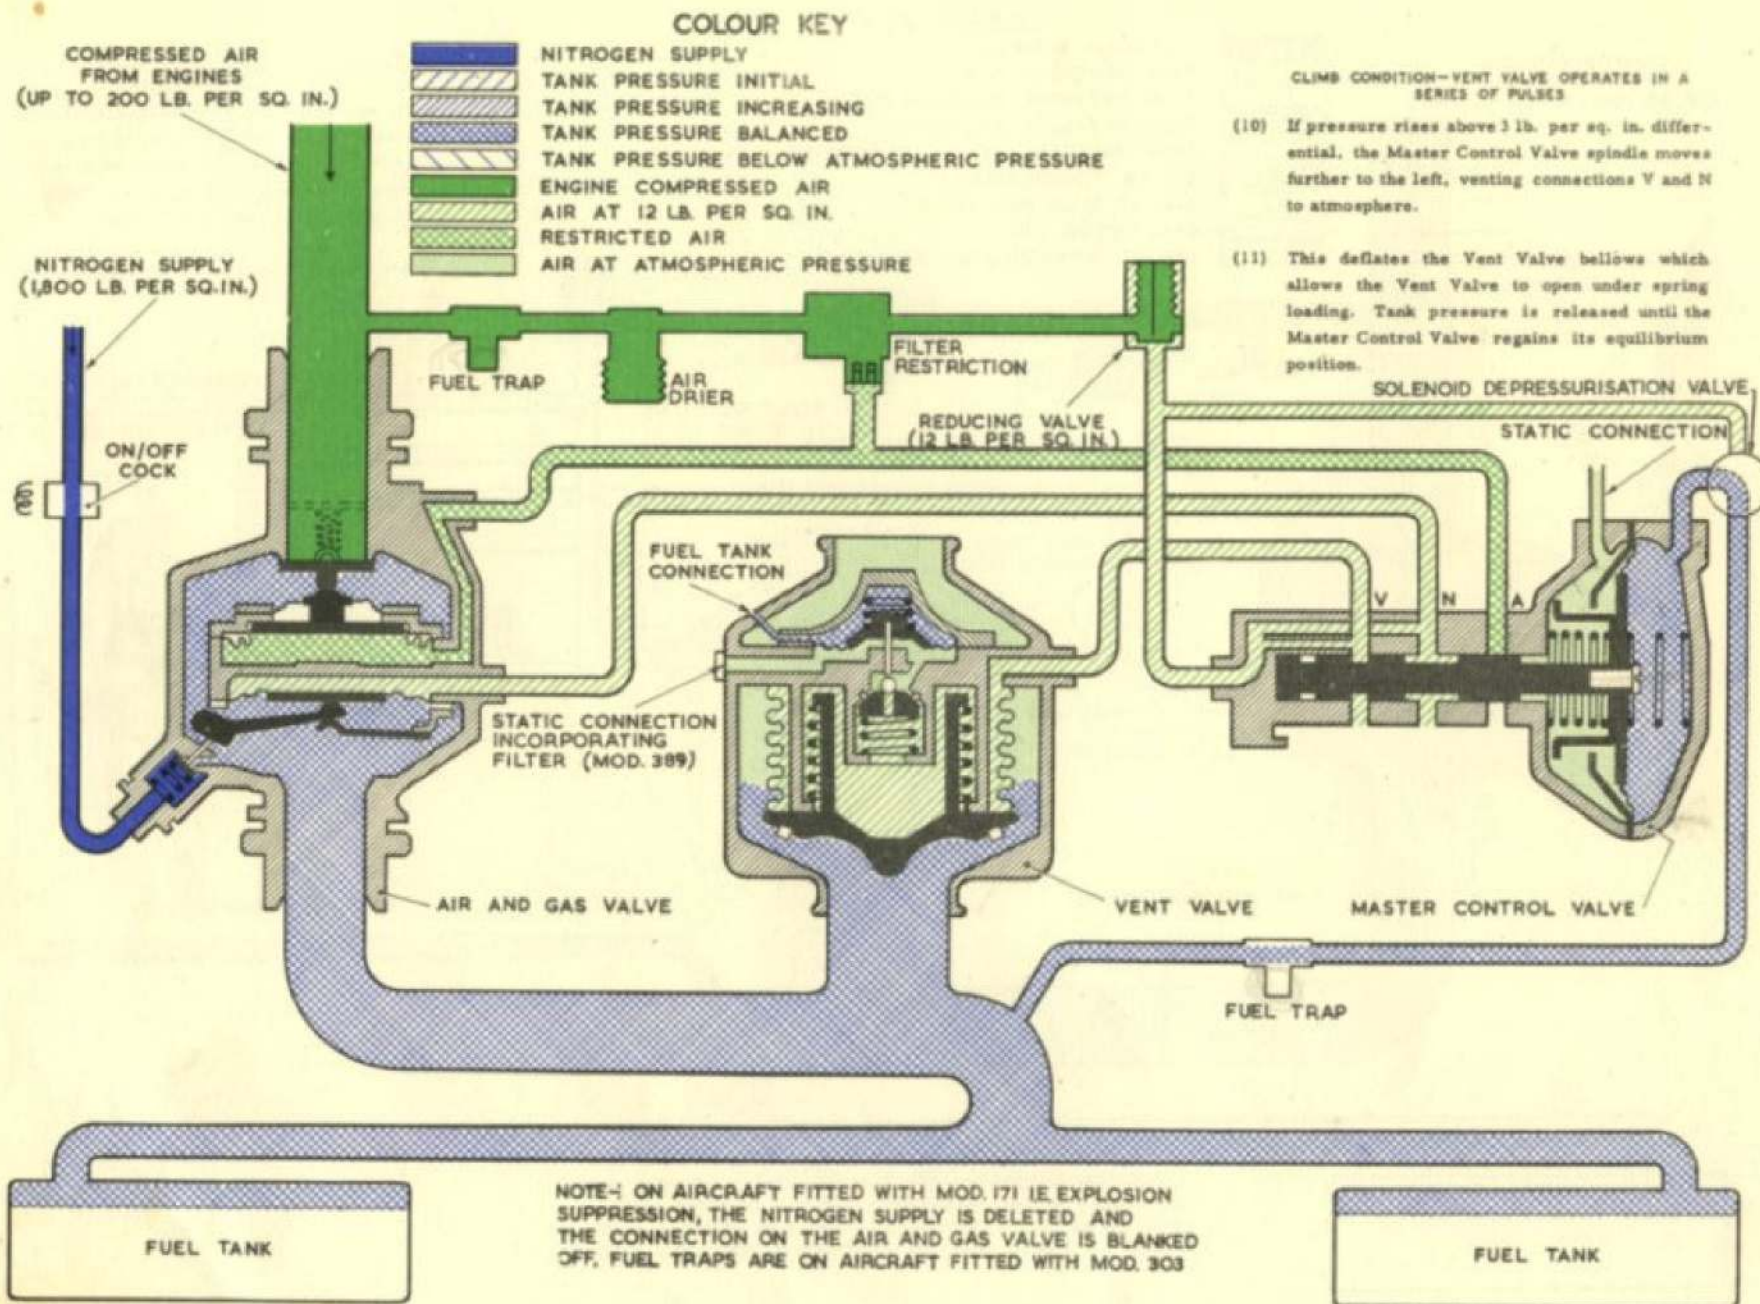 COLOUR KEY
NITROGEN SUPPLY
TANK PRESSURE INITIAL
TANK PRESSURE INCREASING
TANK PRESSURE BALANCED
TANK PRESSURE BELOW ATMOSPHERIC PRESSURE
ENGINE COMPRESSED AIR
AIR AT 12 LB. PER SQ. IN.
RESTRICTED AIR
AIR AT ATMOSPHERIC PRESSURE
COMPRESSED AIR
FROM ENGINES
(UP TO 200 LB. PER SQ. IN.)
CLIMB CONDITION—VENT VALVE OPERATES IN A
SERIES OF PULSES
(10) If pressure rises above 3 lb. per sq. in. differ-
ential, the Master Control Valve spindle moves
further to the left, venting connections V and N
to atmosphere.
(11) This deflates the Vent Valve bellows which
allows the Vent Valve to open under spring
loading. Tank pressure is released until the
Master Control Valve regains its equilibrium
position.
NITROGEN SUPPLY
(1,800 LB. PER SQ.IN.)
ON/OFF
COCK
FUEL TRAP
AIR
DRIER
FILTER
RESTRICTION
REDUCING VALVE
(12 LB. PER SQ. IN.)
SOLENOID DEPRESSURISATION VALVE
STATIC CONNECTION
FUEL TANK
CONNECTION
V
N
A
STATIC CONNECTION
INCORPORATING
FILTER (MOD. 389)
AIR AND GAS VALVE
VENT VALVE
MASTER CONTROL VALVE
FUEL TRAP
FUEL TANK
NOTE-: ON AIRCRAFT FITTED WITH MOD. 171 I.E. EXPLOSION
SUPPRESSION, THE NITROGEN SUPPLY IS DELETED AND
THE CONNECTION ON THE AIR AND GAS VALVE IS BLANKED
OFF. FUEL TRAPS ARE ON AIRCRAFT FITTED WITH MOD. 303
FUEL TANK